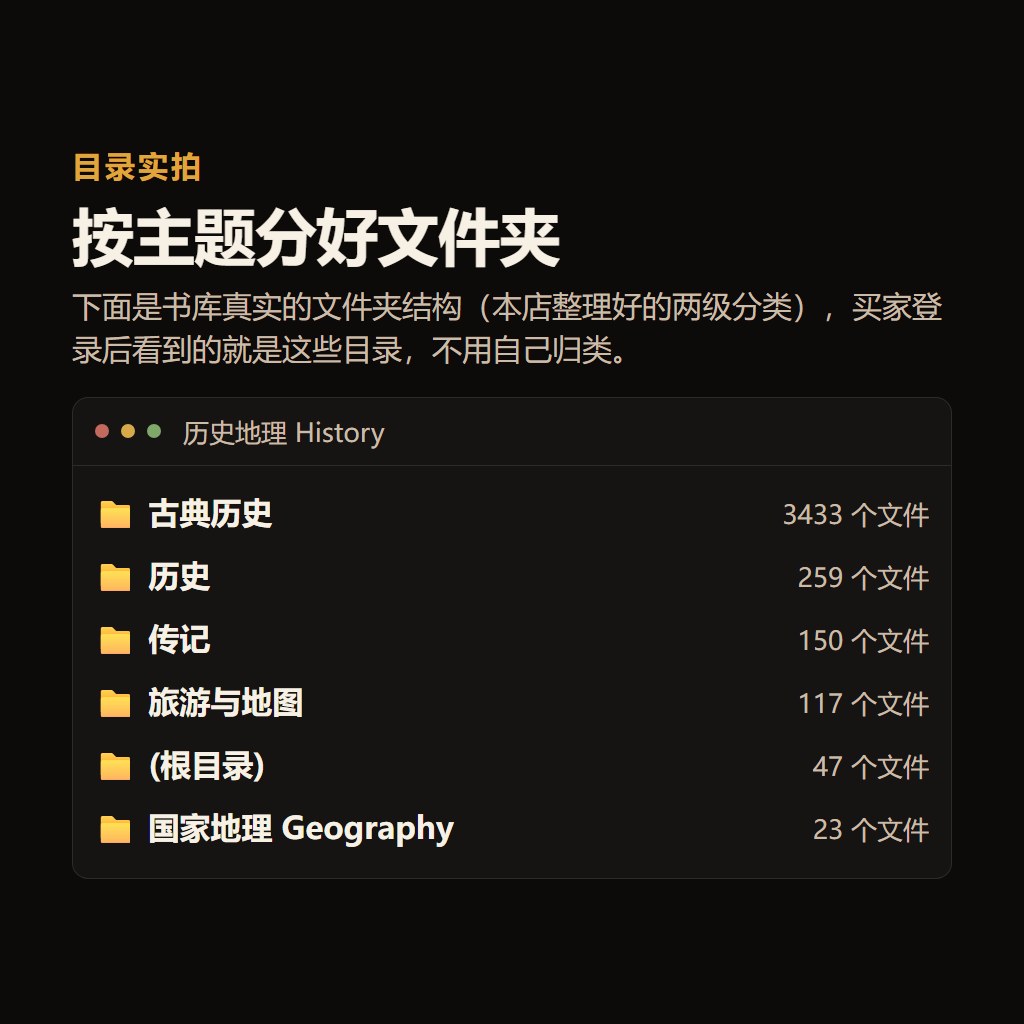 目录实拍
按主题分好文件夹
下面是书库真实的文件夹结构（本店整理好的两级分类），买家登
录后看到的就是这些目录，不用自己归类。
历史地理 History
古典历史 3433 个文件
历史 259 个文件
传记 150 个文件
旅游与地图 117 个文件
(根目录) 47 个文件
国家地理 Geography 23 个文件